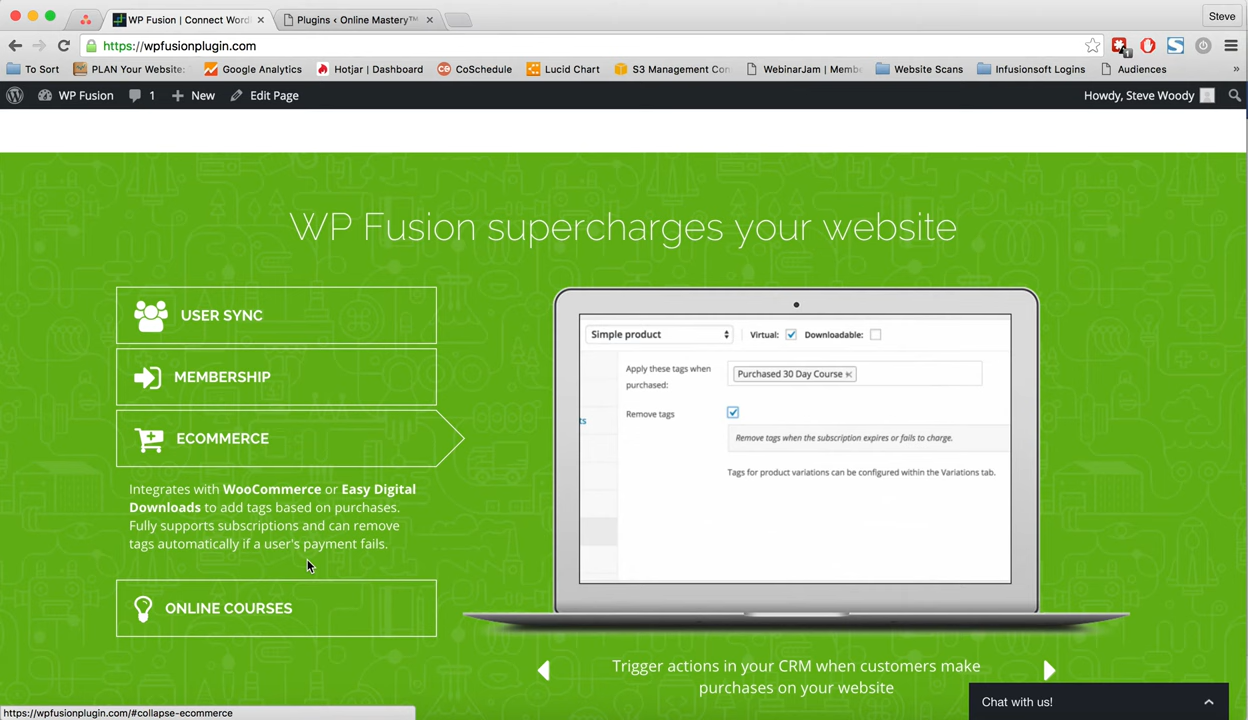 WP Fusion | Connect Word
Plugins ‹ Online Mastery™
Steve
https://wpfusionplugin.com
1
To Sort
PLAN Your Website:
Google Analytics
Hotjar | Dashboard
CoSchedule
Lucid Chart
S3 Management Con
WebinarJam | Membe
Website Scans
Infusionsoft Logins
Audiences
»
WP Fusion
1
New
Edit Page
Howdy, Steve Woody
WP Fusion supercharges your website
USER SYNC
MEMBERSHIP
ECOMMERCE
Integrates with WooCommerce or Easy Digital
Downloads to add tags based on purchases.
Fully supports subscriptions and can remove
tags automatically if a user's payment fails.
ONLINE COURSES
Simple product
Virtual:
Downloadable:
Apply these tags when
purchased:
Purchased 30 Day Course ×
ts
Remove tags
Remove tags when the subscription expires or fails to charge.
Tags for product variations can be configured within the Variations tab.
Trigger actions in your CRM when customers make
purchases on your website
Chat with us!
https://wpfusionplugin.com/#collapse-ecommerce